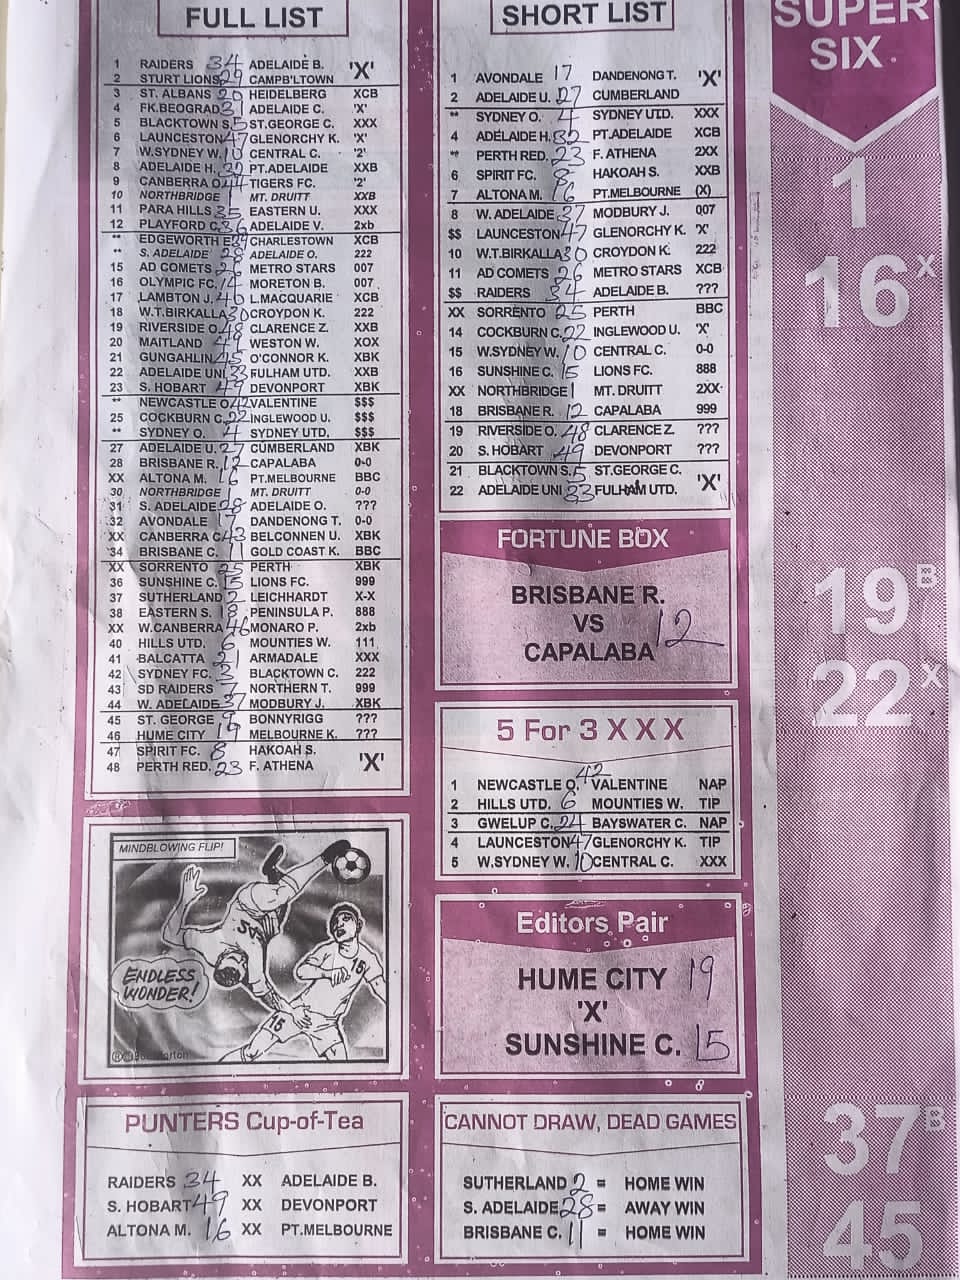 FULL LIST
1 RAIDERS 34 ADELAIDE B. 'X'
2 STURT LIONS 29 CAMPB'LTOWN
3 ST. ALBANS 20 HEIDELBERG XCB
4 FK.BEOGRAD 31 ADELAIDE C. 'X'
5 BLACKTOWN S. 5 ST.GEORGE C. XXX
6 LAUNCESTON 47 GLENORCHY K. 'X'
7 W.SYDNEY W. 10 CENTRAL C. '2'
8 ADELAIDE H. 32 PT.ADELAIDE XXB
9 CANBERRA O. 44 TIGERS FC. '2'
10 NORTHBRIDGE 1 MT. DRUITT XXB
11 PARA HILLS 35 EASTERN U. XXX
12 PLAYFORD C. 36 ADELAIDE V. 2xb
** EDGEWORTH E. 39 CHARLESTOWN XCB
** S. ADELAIDE 28 ADELAIDE O. 222
15 AD COMETS 26 METRO STARS 007
16 OLYMPIC FC. 14 MORETON B. 007
17 LAMBTON J. 46 L.MACQUARIE XCB
18 W.T.BIRKALLA 30 CROYDON K. 222
19 RIVERSIDE O. 48 CLARENCE Z. XXB
20 MAITLAND 49 WESTON W. XOX
21 GUNGAHLIN 45 O'CONNOR K. XBK
22 ADELAIDE UNI 33 FULHAM UTD. XXB
23 S. HOBART 49 DEVONPORT XBK
** NEWCASTLE O. 42 VALENTINE $$$
25 COCKBURN C. 22 INGLEWOOD U. $$$
** SYDNEY O. 4 SYDNEY UTD, $$$
27 ADELAIDE U. 27 CUMBERLAND XBK
28 BRISBANE R. 12 CAPALABA 0-0
XX ALTONA M. 16 PT.MELBOURNE BBC
30 NORTHBRIDGE 1 MT. DRUITT 0-0
31 S. ADELAIDE 28 ADELAIDE O. ???
32 AVONDALE 17 DANDENONG T. 0-0
XX CANBERRA C. 43 BELCONNEN U. XBK
34 BRISBANE C. 11 GOLD COAST K. BBC
XX SORRENTO 25 PERTH XBK
36 SUNSHINE C. 15 LIONS FC. 999
37 SUTHERLAND 2 LEICHHARDT X-X
38 EASTERN S. 18 PENINSULA P. 888
XX W.CANBERRA 46 MONARO P. 2xb
40 HILLS UTD. 6 MOUNTIES W. 111
41 BALCATTA 21 ARMADALE XXX
42 SYDNEY FC. 3 BLACKTOWN C. 222
43 SD RAIDERS 7 NORTHERN T. 999
44 W. ADELAIDE 37 MODBURY J. XBK
45 ST. GEORGE 9 BONNYRIGG ???
46 HUME CITY 19 MELBOURNE K. ???
47 SPIRIT FC. 8 HAKOAH S. 'X'
48 PERTH RED. 23 F. ATHENA
SHORT LIST
1 AVONDALE 17 DANDENONG T. 'X'
2 ADELAIDE U. 27 CUMBERLAND
** SYDNEY O. 4 SYDNEY UTD. XXX
4 ADELAIDE H. 32 PT.ADELAIDE XCB
** PERTH RED. 23 F. ATHENA 2XX
6 SPIRIT FC. 8 HAKOAH S. XXB
7 ALTONA M. 16 PT.MELBOURNE (X)
8 W. ADELAIDE 37 MODBURY J. 007
$$ LAUNCESTON 47 GLENORCHY K. 'X'
10 W.T.BIRKALLA 30 CROYDON K. 222
11 AD COMETS 26 METRO STARS XCB
$$ RAIDERS 34 ADELAIDE B. ???
XX SORRENTO 25 PERTH BBC
14 COCKBURN C. 22 INGLEWOOD U. 'X'
15 W.SYDNEY W. 10 CENTRAL C. 0-0
16 SUNSHINE C. 15 LIONS FC. 888
XX NORTHBRIDGE 1 MT. DRUITT 2XX
18 BRISBANE R. 12 CAPALABA 999
19 RIVERSIDE O. 48 CLARENCE Z. ???
20 S. HOBART 49 DEVONPORT ???
21 BLACKTOWN S. 5 ST.GEORGE C. 'X'
22 ADELAIDE UNI 33 FULHAM UTD.
FORTUNE BOX
BRISBANE R.
VS 12
CAPALABA
5 For 3 X X X
1 NEWCASTLE O. 42 VALENTINE NAP
2 HILLS UTD. 6 MOUNTIES W. TIP
3 GWELUP C. 24 BAYSWATER C. NAP
4 LAUNCESTON 47 GLENORCHY K. TIP
5 W.SYDNEY W. 10 CENTRAL C. XXX
Editors Pair
HUME CITY 19
'X'
SUNSHINE C. 15
MINDBLOWING FLIP!
ENDLESS
WONDER!
15
15
PUNTERS Cup-of-Tea
RAIDERS 34 XX ADELAIDE B.
S. HOBART 49 XX DEVONPORT
ALTONA M. 16 XX PT.MELBOURNE
CANNOT DRAW, DEAD GAMES
SUTHERLAND 2 = HOME WIN
S. ADELAIDE 28 = AWAY WIN
BRISBANE C. 11 = HOME WIN
SUPER
SIX
1
16 X
19 B
22 X
37 B
45